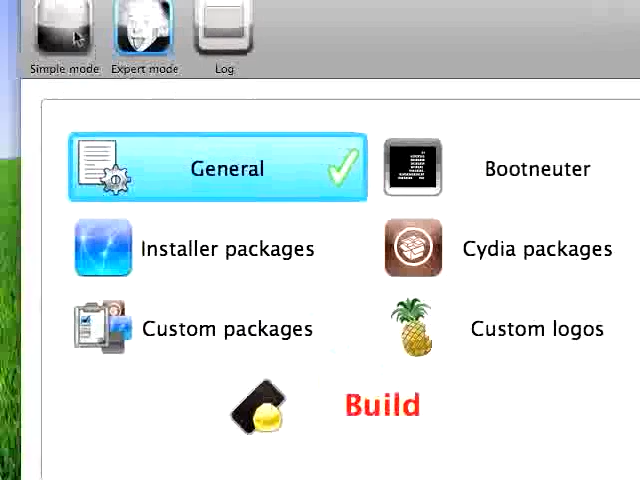 Simple mode Expert mode Log
General Bootneuter
Installer packages Cydia packages
Custom packages Custom logos
Build